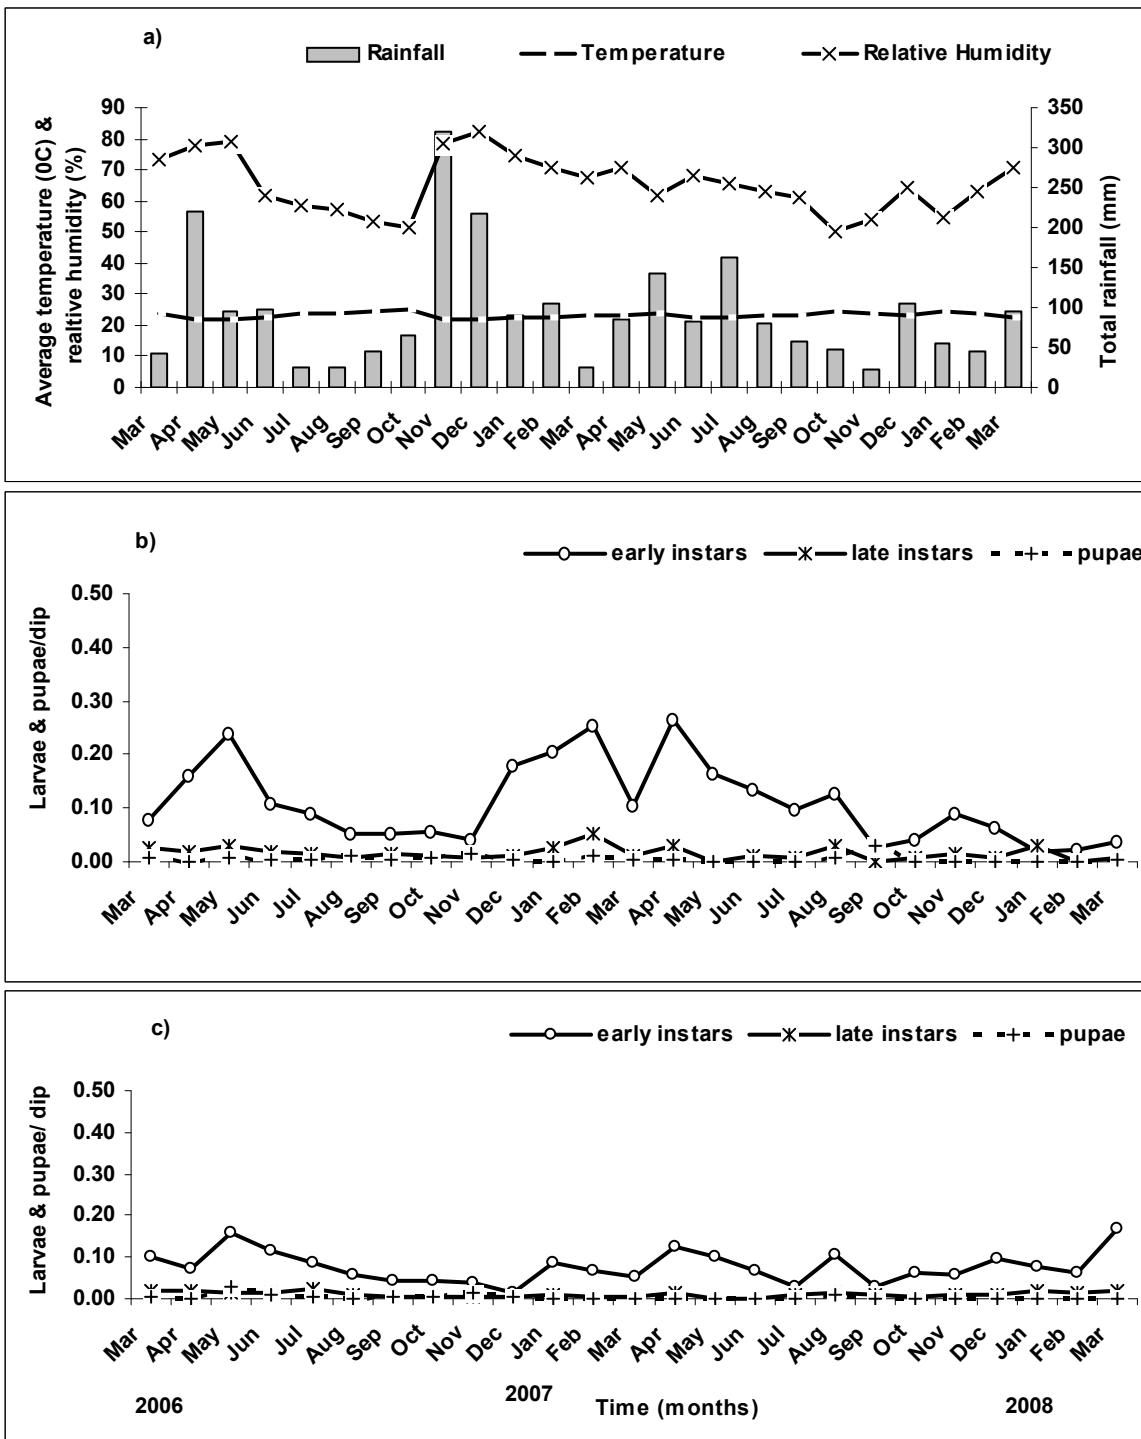 a)
Rainfall Temperature Relative Humidity
Average temperature (0C) &
realtive humidity (%)
90
80
70
60
50
40
30
20
10
0
350
300
250
200
150
100
50
0
Total rainfall (mm)
Mar Apr May Jun Jul Aug Sep Oct Nov Dec Jan Feb Mar Apr May Jun Jul Aug Sep Oct Nov Dec Jan Feb Mar
b)
early instars late instars pupae
Larvae & pupae/dip
0.50
0.40
0.30
0.20
0.10
0.00
Mar Apr May Jun Jul Aug Sep Oct Nov Dec Jan Feb Mar Apr May Jun Jul Aug Sep Oct Nov Dec Jan Feb Mar
c)
early instars late instars pupae
Larvae & pupae/ dip
0.50
0.40
0.30
0.20
0.10
0.00
Mar Apr May Jun Jul Aug Sep Oct Nov Dec Jan Feb Mar Apr May Jun Jul Aug Sep Oct Nov Dec Jan Feb Mar
2006 2007 Time (months) 2008